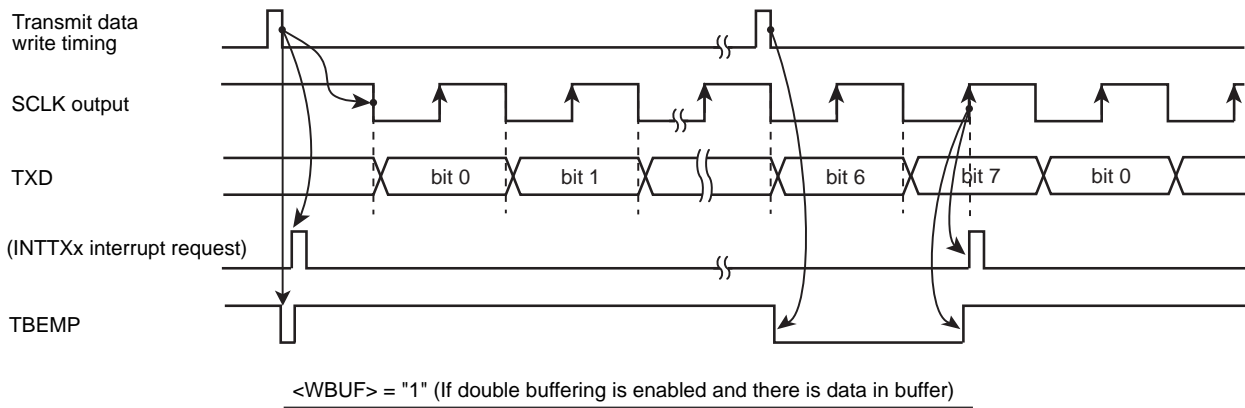 Transmit data
write timing
SCLK output
TXD
bit 0
bit 1
bit 6
bit 7
bit 0
(INTTXx interrupt request)
TBEMP
<WBUF> = "1" (If double buffering is enabled and there is data in buffer)